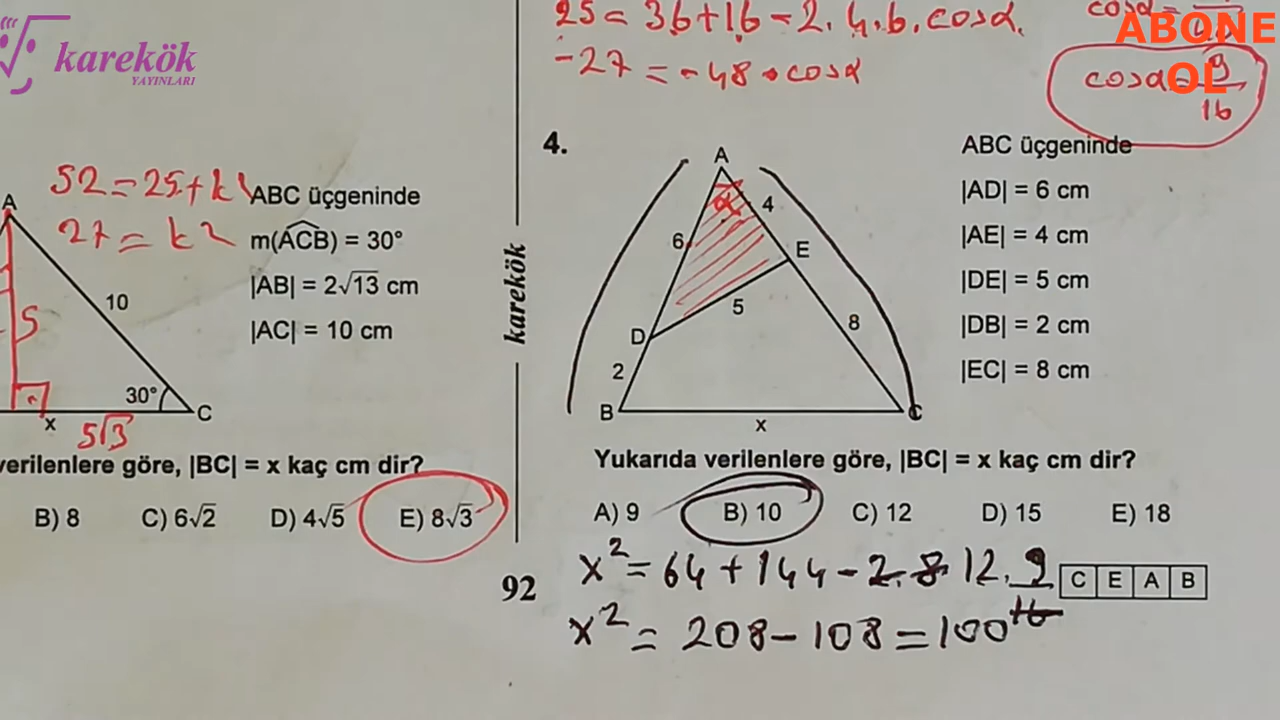 karekök
YAYINLARI
25 = 36 + 16 - 2. 4. 6. cosα.
-27 = -48 . cosα
cosα =
ABONE
OL
cosα = 9/16
52 = 25 + k²
27 = k²
A
10
5
30°
C
x
5√3
ABC üçgeninde
m(ACB) = 30°
|AB| = 2√13 cm
|AC| = 10 cm
verilenlere göre, |BC| = x kaç cm dir?
B) 8 C) 6√2 D) 4√5 E) 8√3
karekök
92
4.
A
α
4
6
E
5
8
D
2
B
C
x
ABC üçgeninde
|AD| = 6 cm
|AE| = 4 cm
|DE| = 5 cm
|DB| = 2 cm
|EC| = 8 cm
Yukarıda verilenlere göre, |BC| = x kaç cm dir?
A) 9 B) 10 C) 12 D) 15 E) 18
x² = 64 + 144 - 2. 8. 12. 9/16
x² = 208 - 108 = 100
C E A B